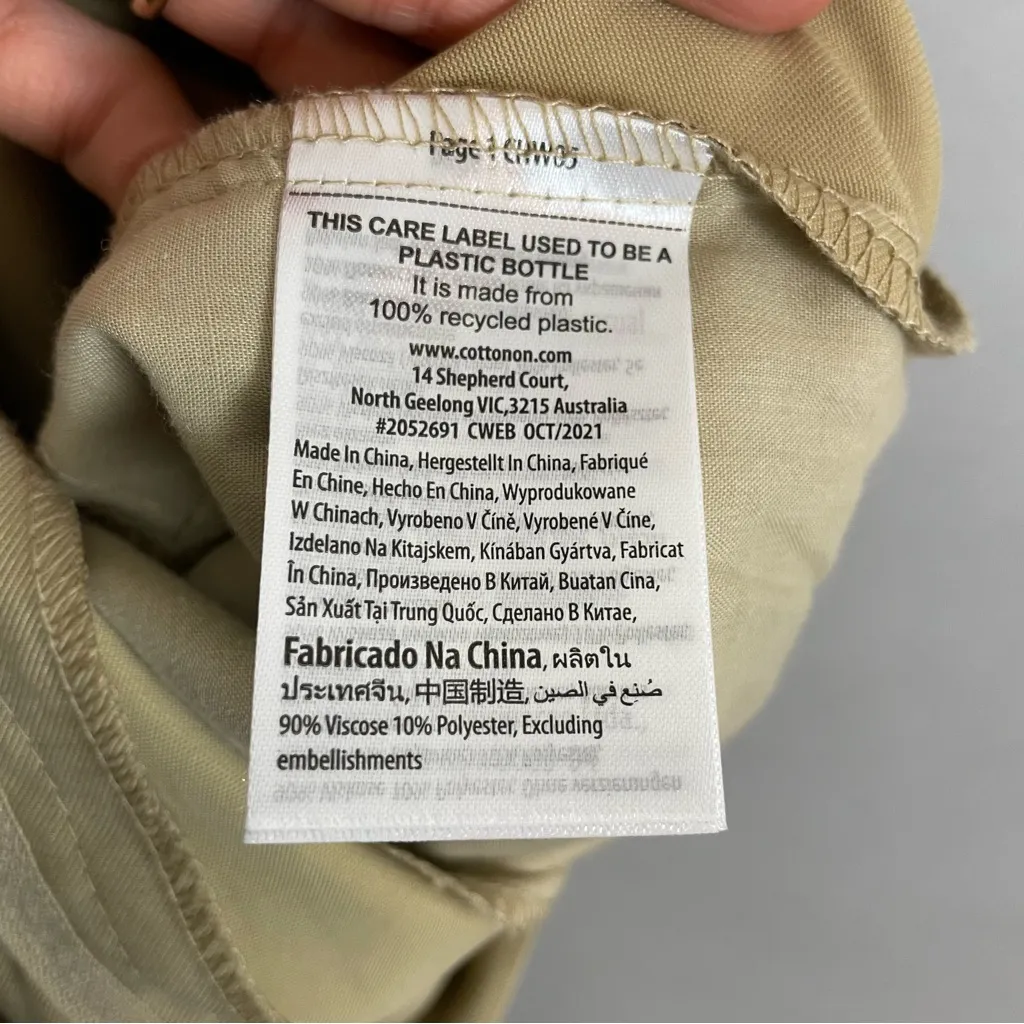 Page 1 CHW05
THIS CARE LABEL USED TO BE A
PLASTIC BOTTLE
It is made from
100% recycled plastic.
www.cottonon.com
14 Shepherd Court,
North Geelong VIC,3215 Australia
#2052691 CWEB OCT/2021
Made In China, Hergestellt In China, Fabriqué
En Chine, Hecho En China, Wyprodukowane
W Chinach, Vyrobeno V Číně, Vyrobené V Číne,
Izdelano Na Kitajskem, Kínában Gyártva, Fabricat
În China, Произведено В Китай, Buatan Cina,
Sản Xuất Tại Trung Quốc, Сделано В Китае,
Fabricado Na China, ผลิตใน
ประเทศจีน, 中国制造, صُنِع في الصين
90% Viscose 10% Polyester, Excluding
embellishments